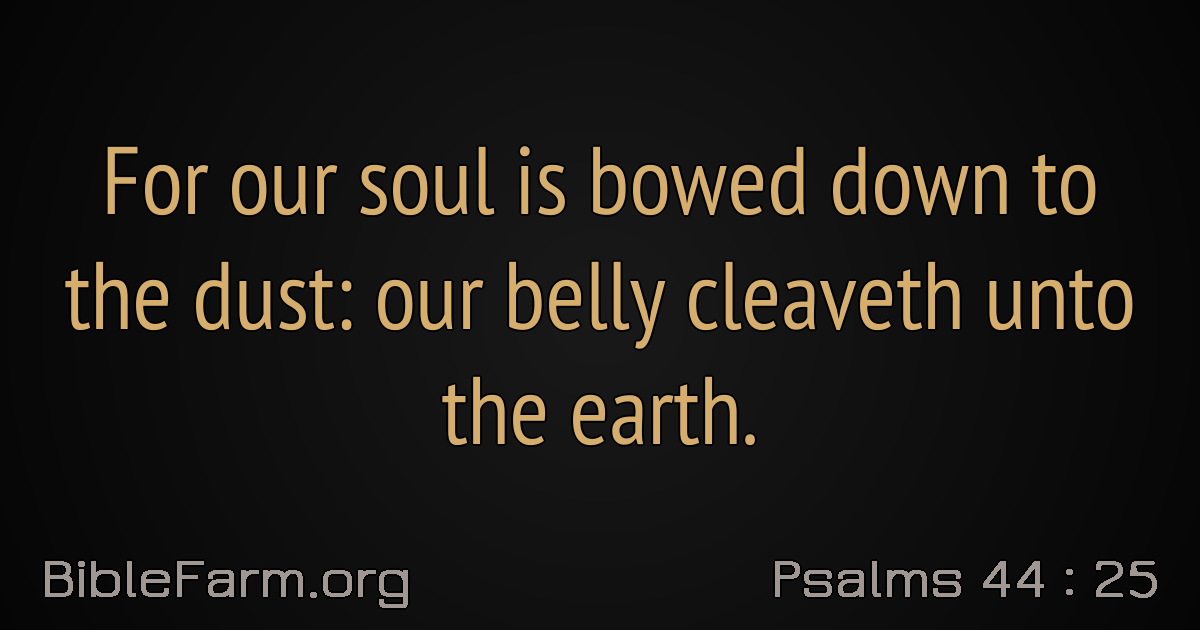 For our soul is bowed down to
the dust: our belly cleaveth unto
the earth.
BibleFarm.org
Psalms 44 : 25